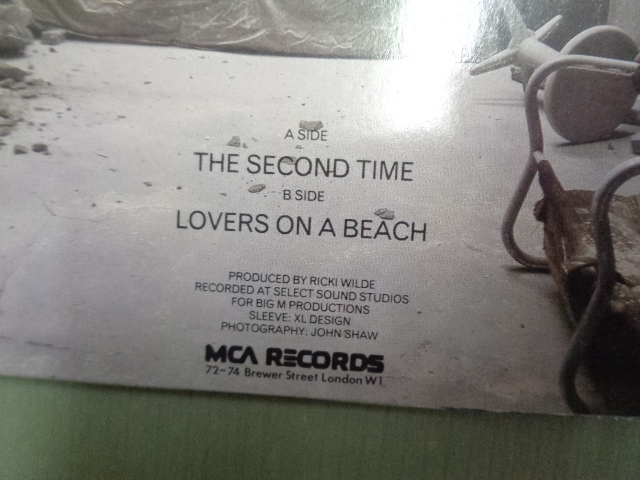 A SIDE
THE SECOND TIME
B SIDE
LOVERS ON A BEACH
PRODUCED BY RICKI WILDE
RECORDED AT SELECT SOUND STUDIOS
FOR BIG M PRODUCTIONS
SLEEVE: XL DESIGN
PHOTOGRAPHY: JOHN SHAW
MCA RECORDS
72-74 Brewer Street London W1